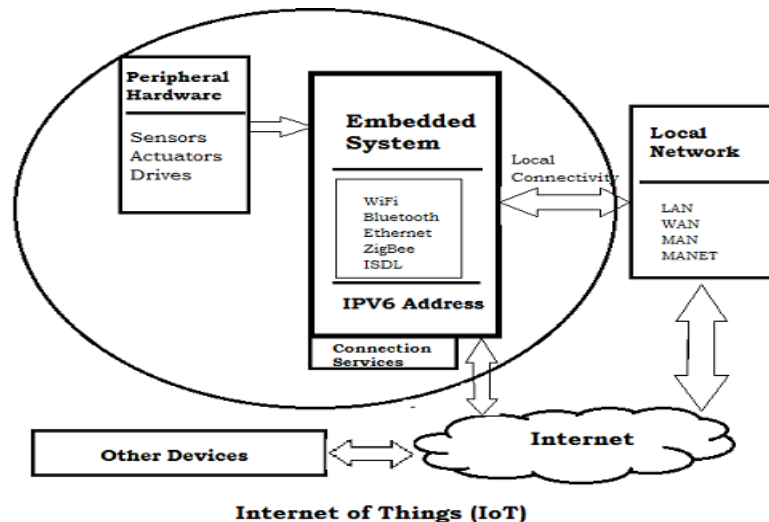 Peripheral
Hardware
Sensors
Actuators
Drives
Embedded
System
WiFi
Bluetooth
Ethernet
ZigBee
ISDL
IPV6 Address
Connection
Services
Local
Connectivity
Local
Network
LAN
WAN
MAN
MANET
Other Devices
Internet
Internet of Things (IoT)